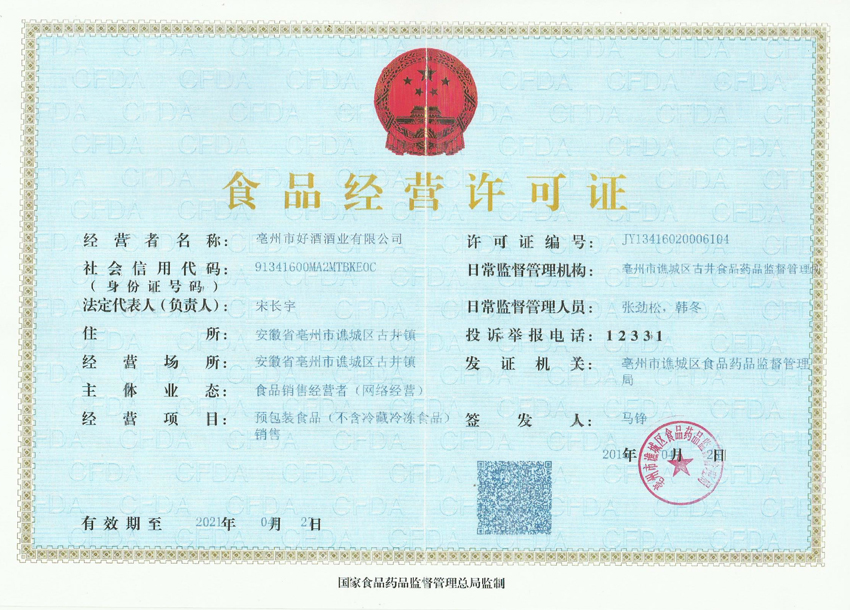 食品经营许可证
经营者名称： 亳州市好酒酒业有限公司
社会信用代码： 91341600MA2MTBKE0C
（身份证号码）
法定代表人（负责人）： 宋长宇
住所： 安徽省亳州市谯城区古井镇
经营场所： 安徽省亳州市谯城区古井镇
主体业态： 食品销售经营者（网络经营）
经营项目： 预包装食品（不含冷藏冷冻食品）
销售
有效期至 2021年 04月 2日
许可证编号： JY13416020006104
日常监督管理机构： 亳州市谯城区古井食品药品监督管理所
日常监督管理人员： 张劲松，韩冬
投诉举报电话：12331
发证机关： 亳州市谯城区食品药品监督管理
局
签发人： 马铮
年 月 日
国家食品药品监督管理总局监制